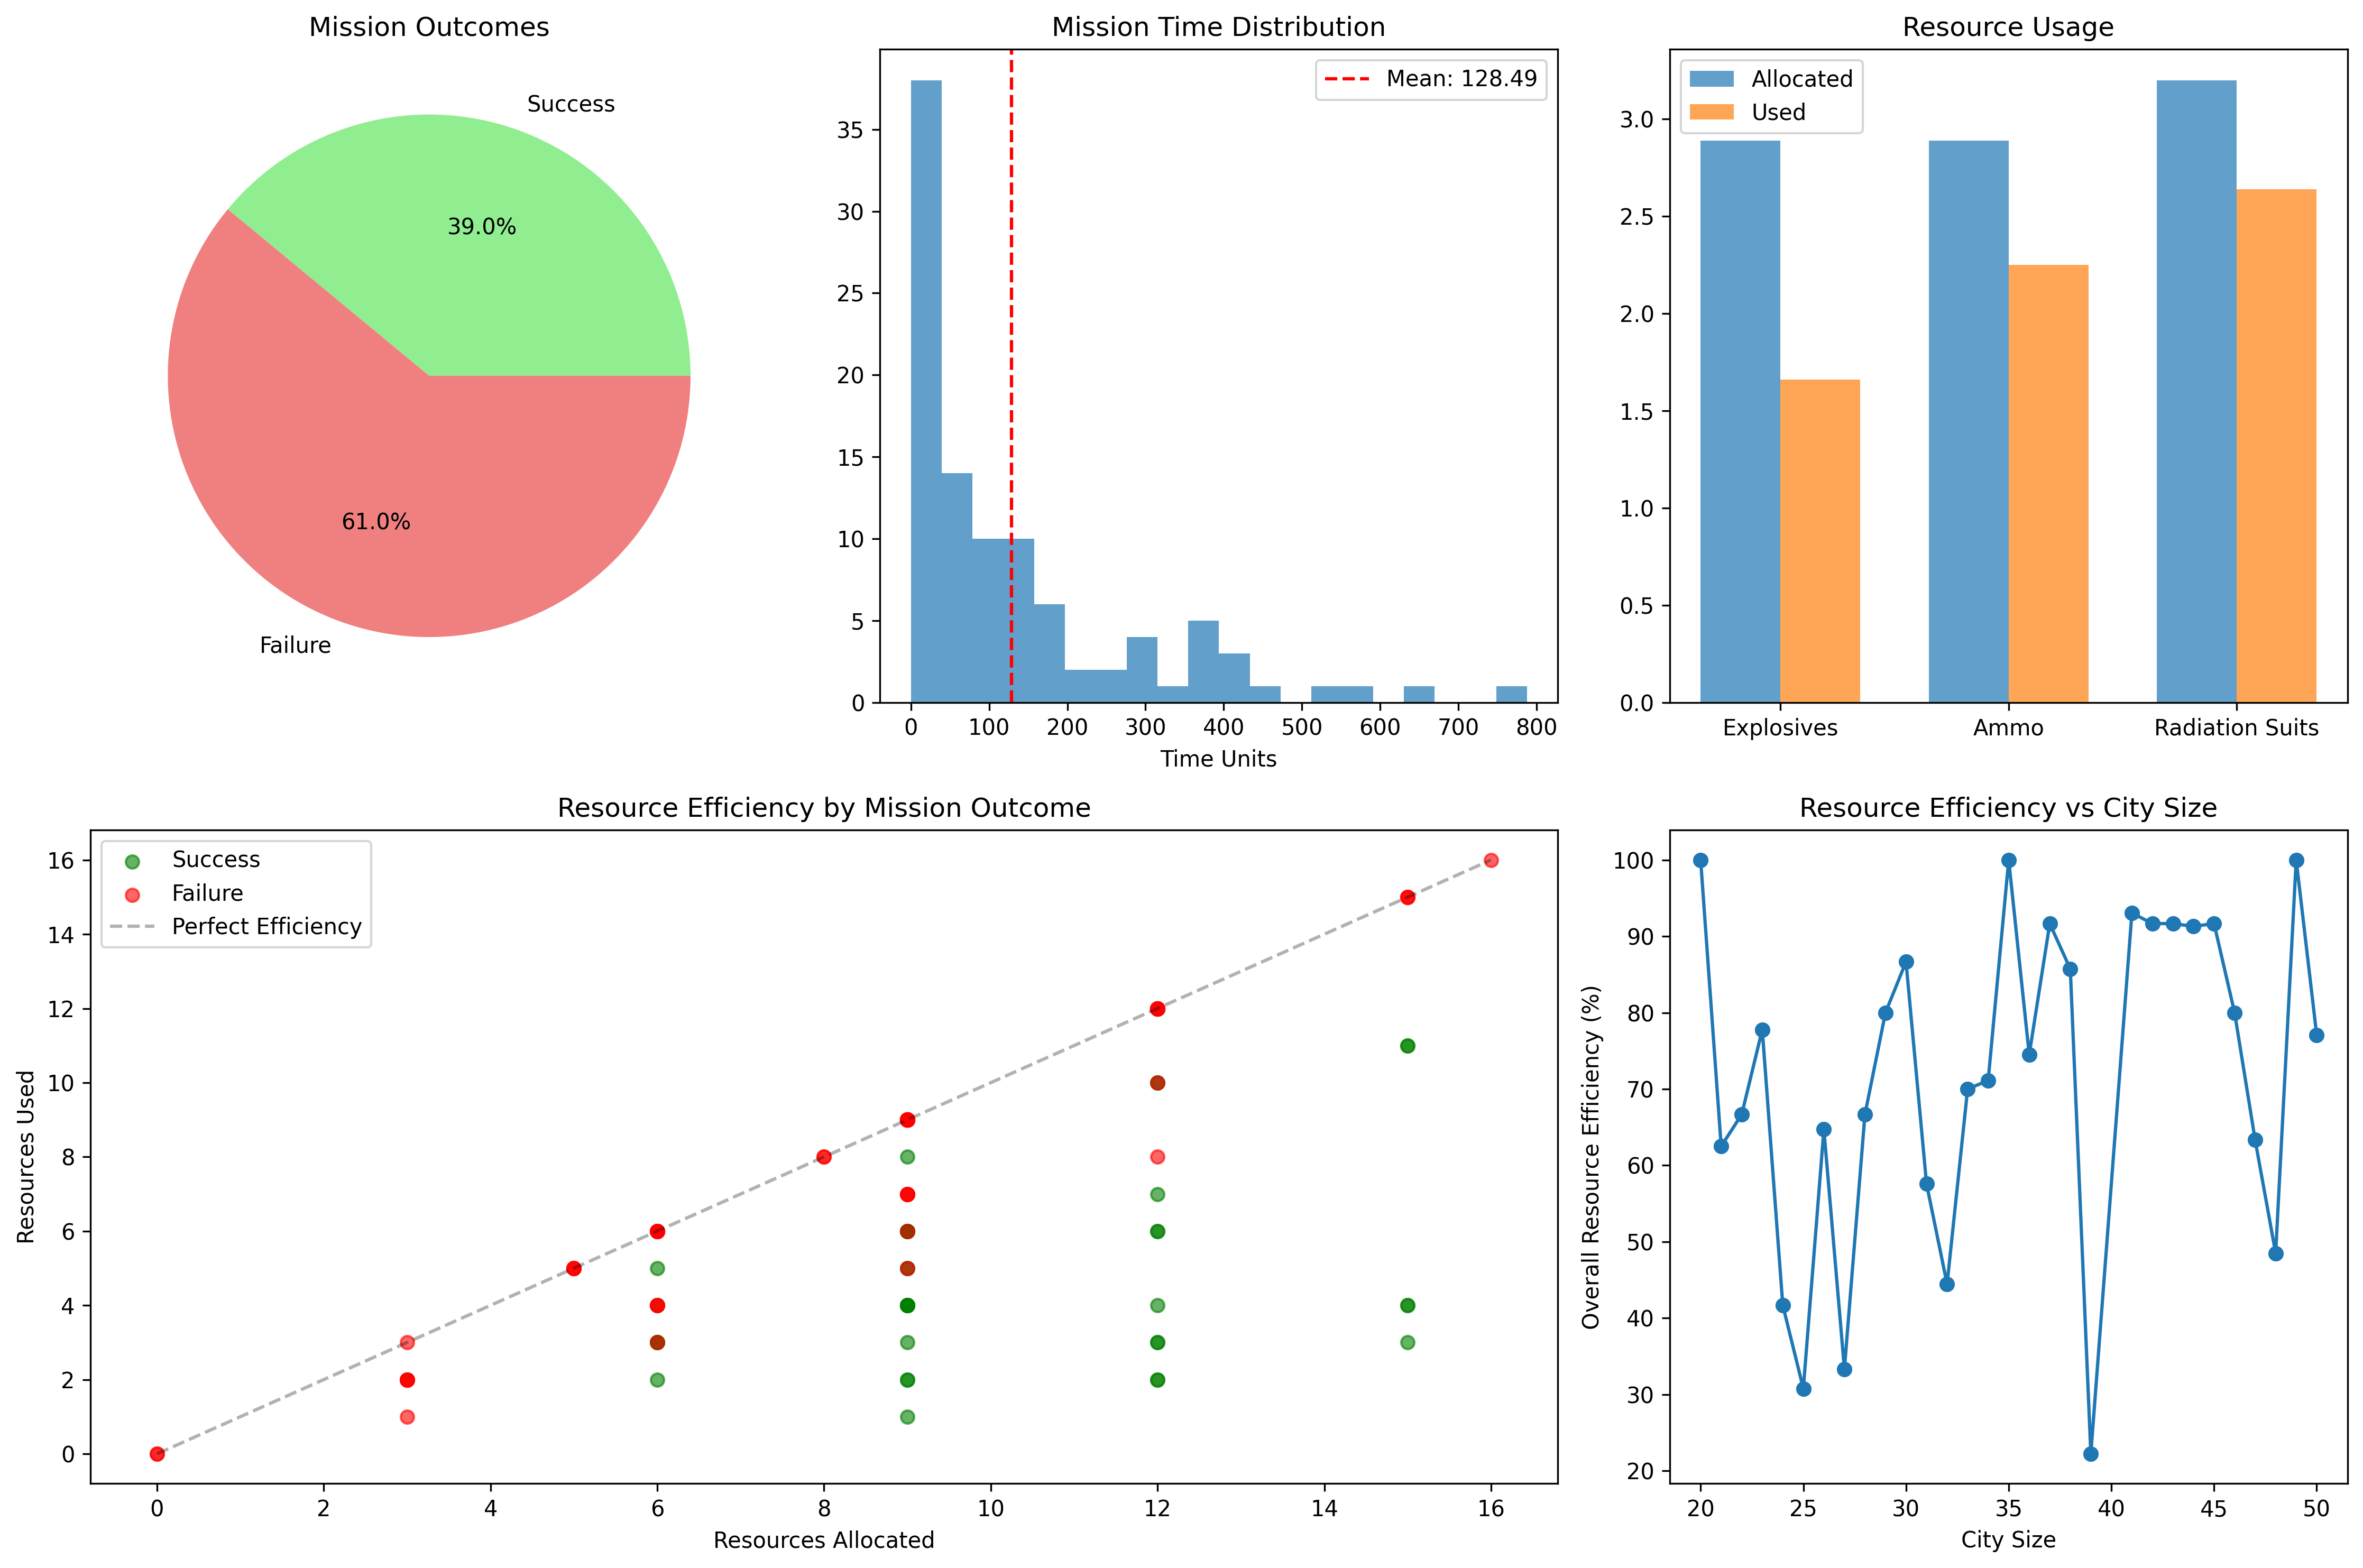 Mission Outcomes
Success
39.0%
61.0%
Failure
Mission Time Distribution
Mean: 128.49
35
30
25
20
15
10
5
0
0 100 200 300 400 500 600 700 800
Time Units
Resource Usage
Allocated
Used
3.0
2.5
2.0
1.5
1.0
0.5
0.0
Explosives Ammo Radiation Suits
Resource Efficiency by Mission Outcome
Success
Failure
Perfect Efficiency
Resources Used
16
14
12
10
8
6
4
2
0
0 2 4 6 8 10 12 14 16
Resources Allocated
Resource Efficiency vs City Size
Overall Resource Efficiency (%)
100
90
80
70
60
50
40
30
20
20 25 30 35 40 45 50
City Size